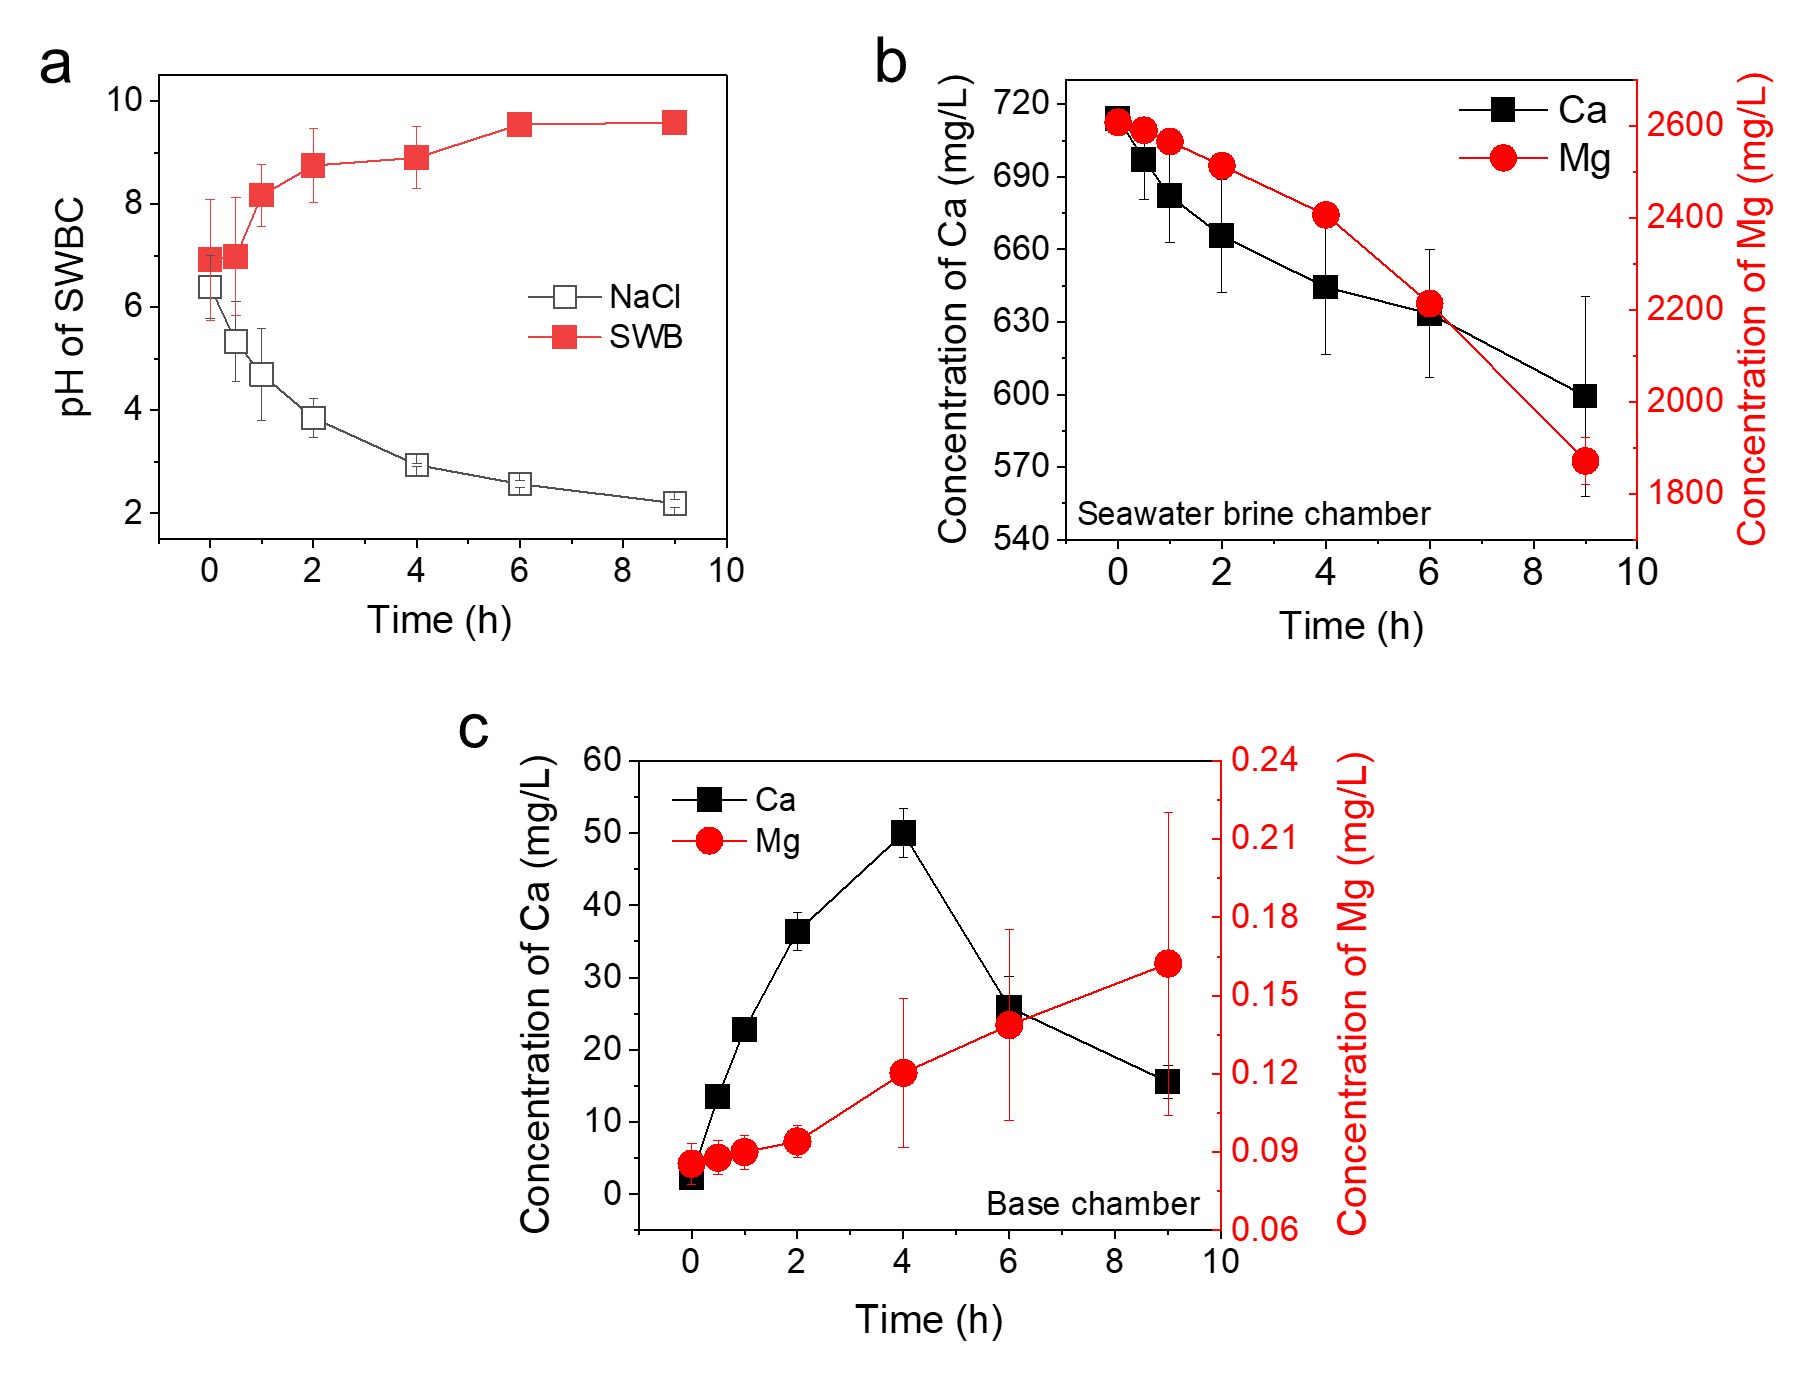 a
10
8
6
4
2
pH of SWBC
NaCl
SWB
0 2 4 6 8 10
Time (h)
b
720
690
660
630
600
570
540
Concentration of Ca (mg/L)
Ca
Mg
2600
2400
2200
2000
1800
Concentration of Mg (mg/L)
Seawater brine chamber
0 2 4 6 8 10
Time (h)
c
60
50
40
30
20
10
0
Concentration of Ca (mg/L)
Ca
Mg
0.24
0.21
0.18
0.15
0.12
0.09
0.06
Concentration of Mg (mg/L)
Base chamber
0 2 4 6 8 10
Time (h)